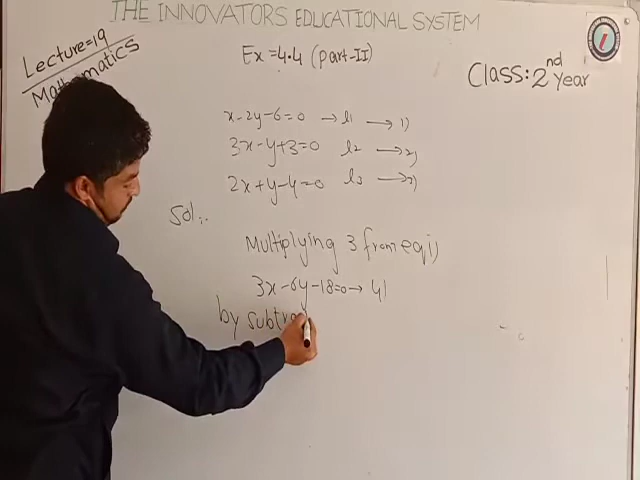 THE INNOVATORS EDUCATIONAL SYSTEM
Lecture=19
Mathematics
Ex=4.4 (part-II)
Class: 2nd year
x-2y-6=0 → l1 → 1)
3x-y+3=0 l2 → 2)
2x+y-4=0 l3 → 3)
Sol:.
Multiplying 3 from eq 1)
3x-6y-18=0 → 4)
by subtra